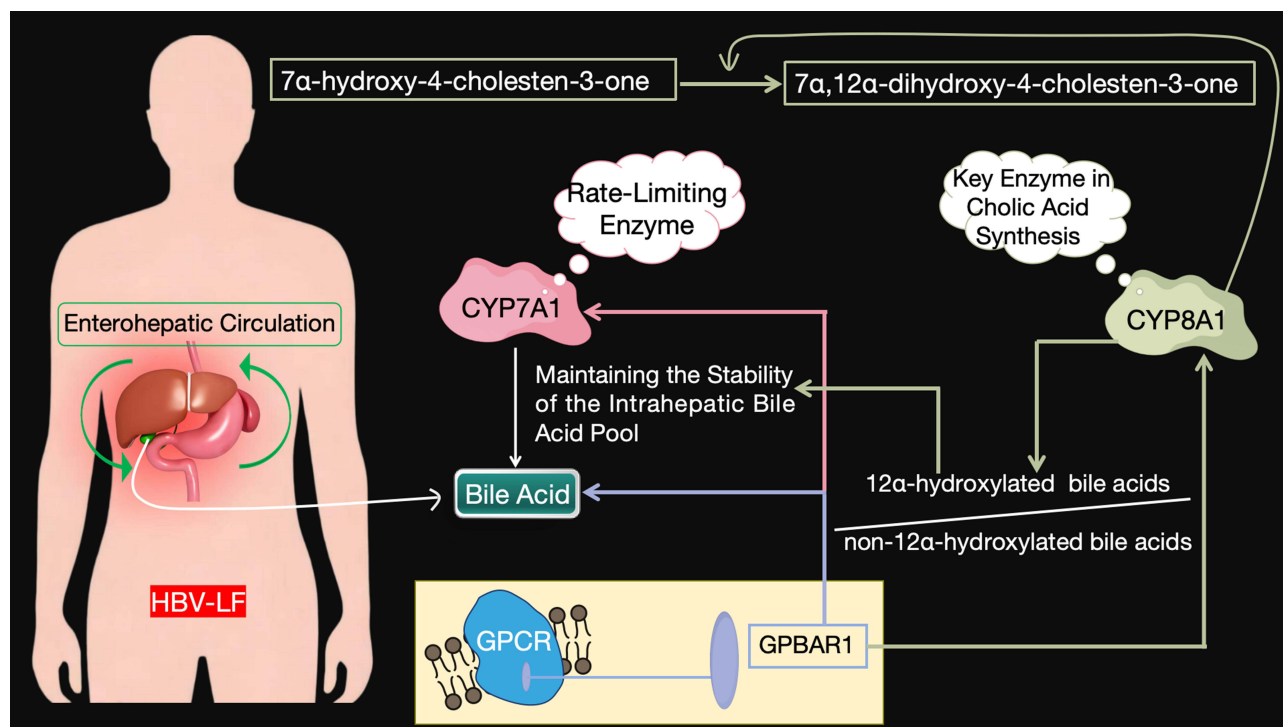 7α-hydroxy-4-cholesten-3-one
7α,12α-dihydroxy-4-cholesten-3-one
Rate-Limiting
Enzyme
Key Enzyme in
Cholic Acid
Synthesis
CYP7A1
CYP8A1
Enterohepatic Circulation
Maintaining the Stability
of the Intrahepatic Bile
Acid Pool
Bile Acid
12α-hydroxylated bile acids
non-12α-hydroxylated bile acids
HBV-LF
GPCR
GPBAR1